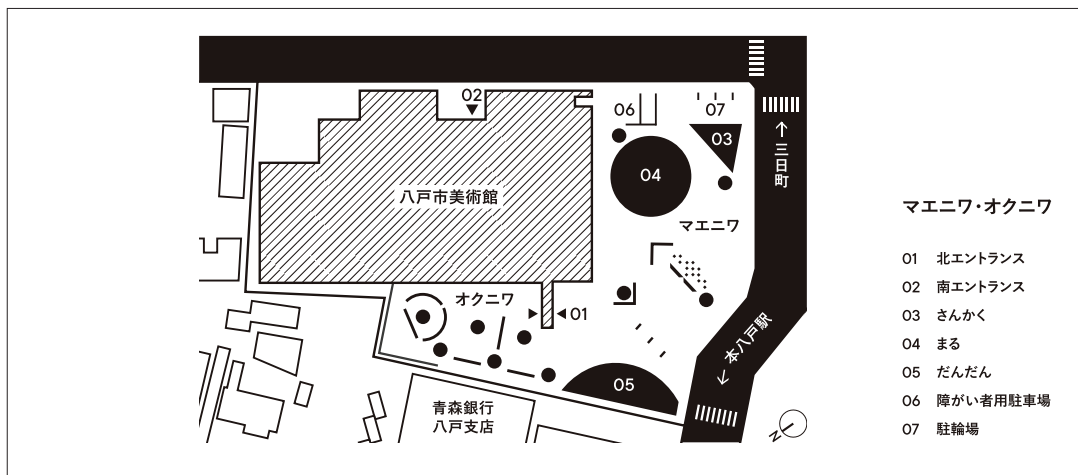 02
06
07
03
04
↑ 三日町
八戸市美術館
マエニワ
オクニワ
01
本八戸駅
05
青森銀行
八戸支店
N
マエニワ・オクニワ
01 北エントランス
02 南エントランス
03 さんかく
04 まる
05 だんだん
06 障がい者用駐車場
07 駐輪場